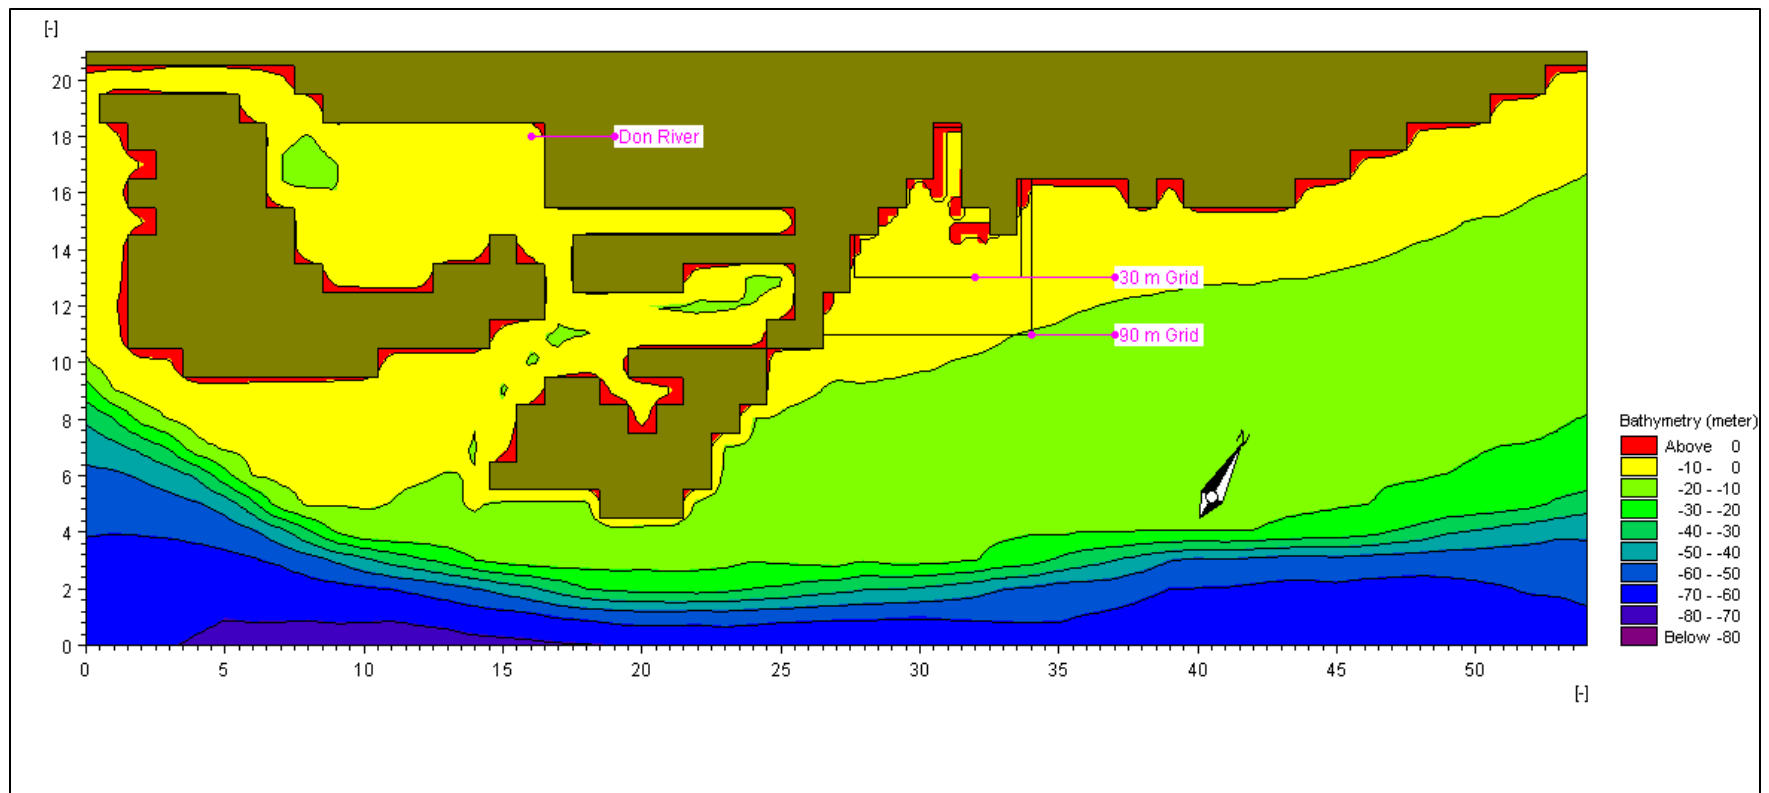 [-]
20
18
16
14
12
10
8
6
4
2
0
Don River
30 m Grid
90 m Grid
0 5 10 15 20 25 30 35 40 45 50
[-]
Bathymetry (meter)
Above 0
-10 - 0
-20 - -10
-30 - -20
-40 - -30
-50 - -40
-60 - -50
-70 - -60
-80 - -70
Below -80